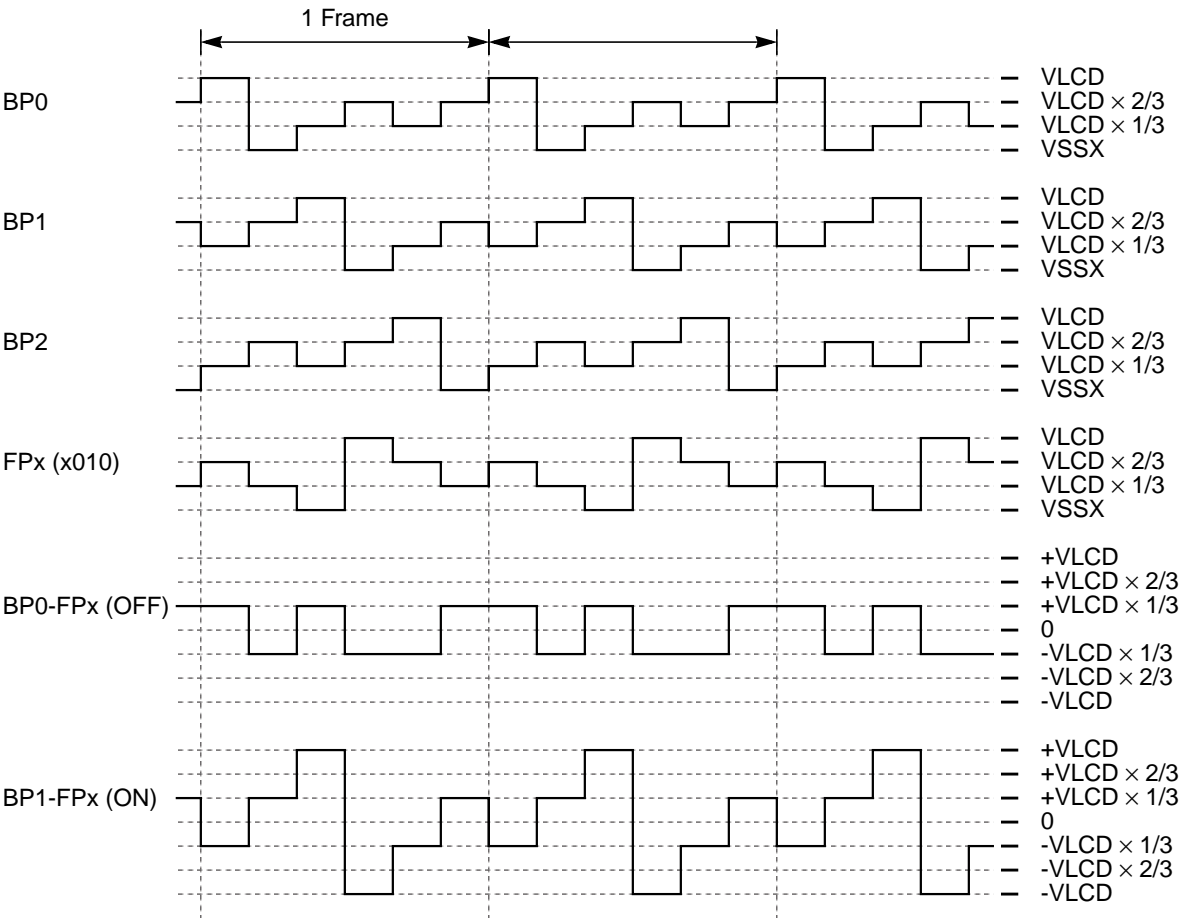 1 Frame
BP0
VLCD
VLCD × 2/3
VLCD × 1/3
VSSX
BP1
VLCD
VLCD × 2/3
VLCD × 1/3
VSSX
BP2
VLCD
VLCD × 2/3
VLCD × 1/3
VSSX
FPx (x010)
VLCD
VLCD × 2/3
VLCD × 1/3
VSSX
BP0-FPx (OFF)
+VLCD
+VLCD × 2/3
+VLCD × 1/3
0
-VLCD × 1/3
-VLCD × 2/3
-VLCD
BP1-FPx (ON)
+VLCD
+VLCD × 2/3
+VLCD × 1/3
0
-VLCD × 1/3
-VLCD × 2/3
-VLCD